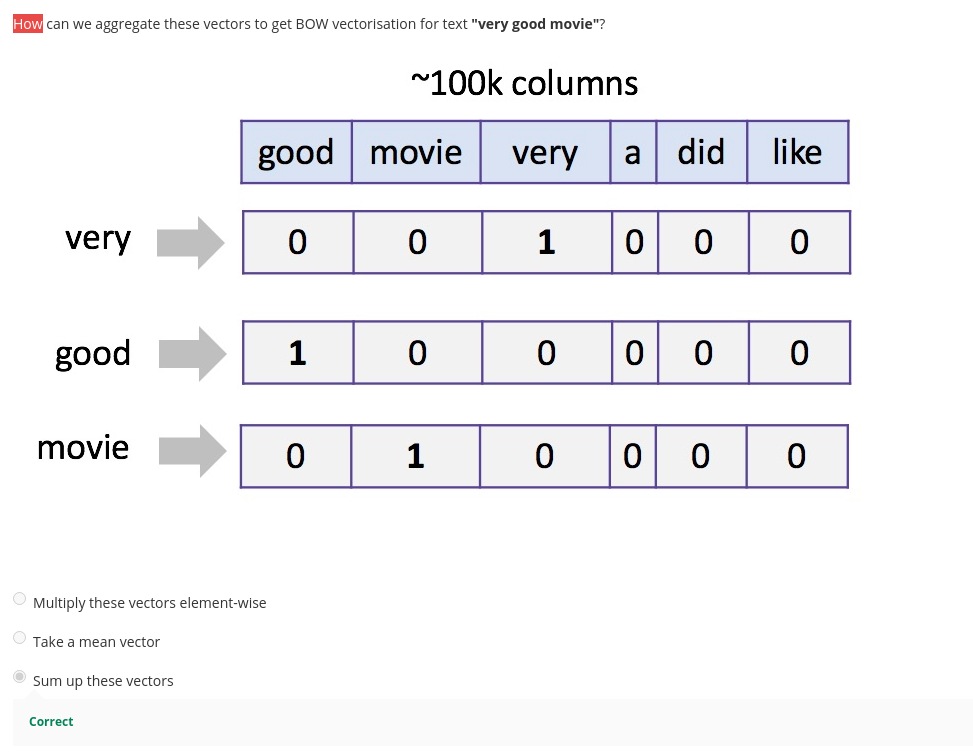 How can we aggregate these vectors to get BOW vectorisation for text "very good movie"?
~100k columns
good movie very a did like
very 0 0 1 0 0 0
good 1 0 0 0 0 0
movie 0 1 0 0 0 0
Multiply these vectors element-wise
Take a mean vector
Sum up these vectors
Correct